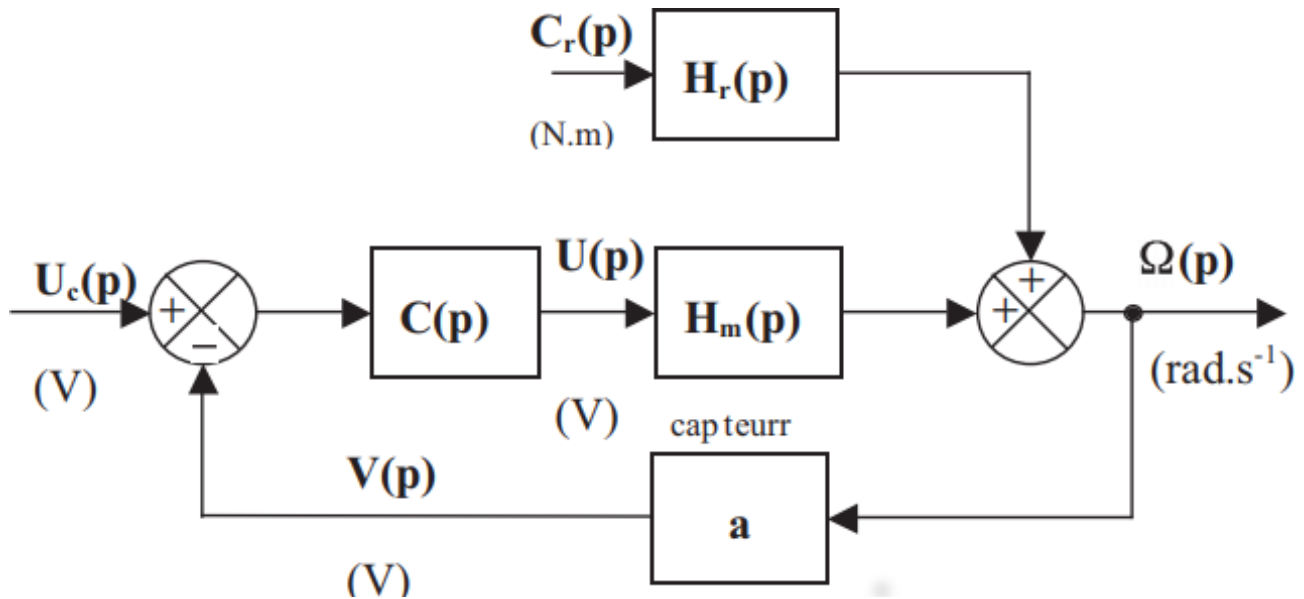 Cr(p)
Hr(p)
(N.m)
Uc(p)
+
−
(V)
C(p)
U(p)
(V)
Hm(p)
+
+
Ω(p)
(rad.s-1)
cap teurr
V(p)
(V)
a